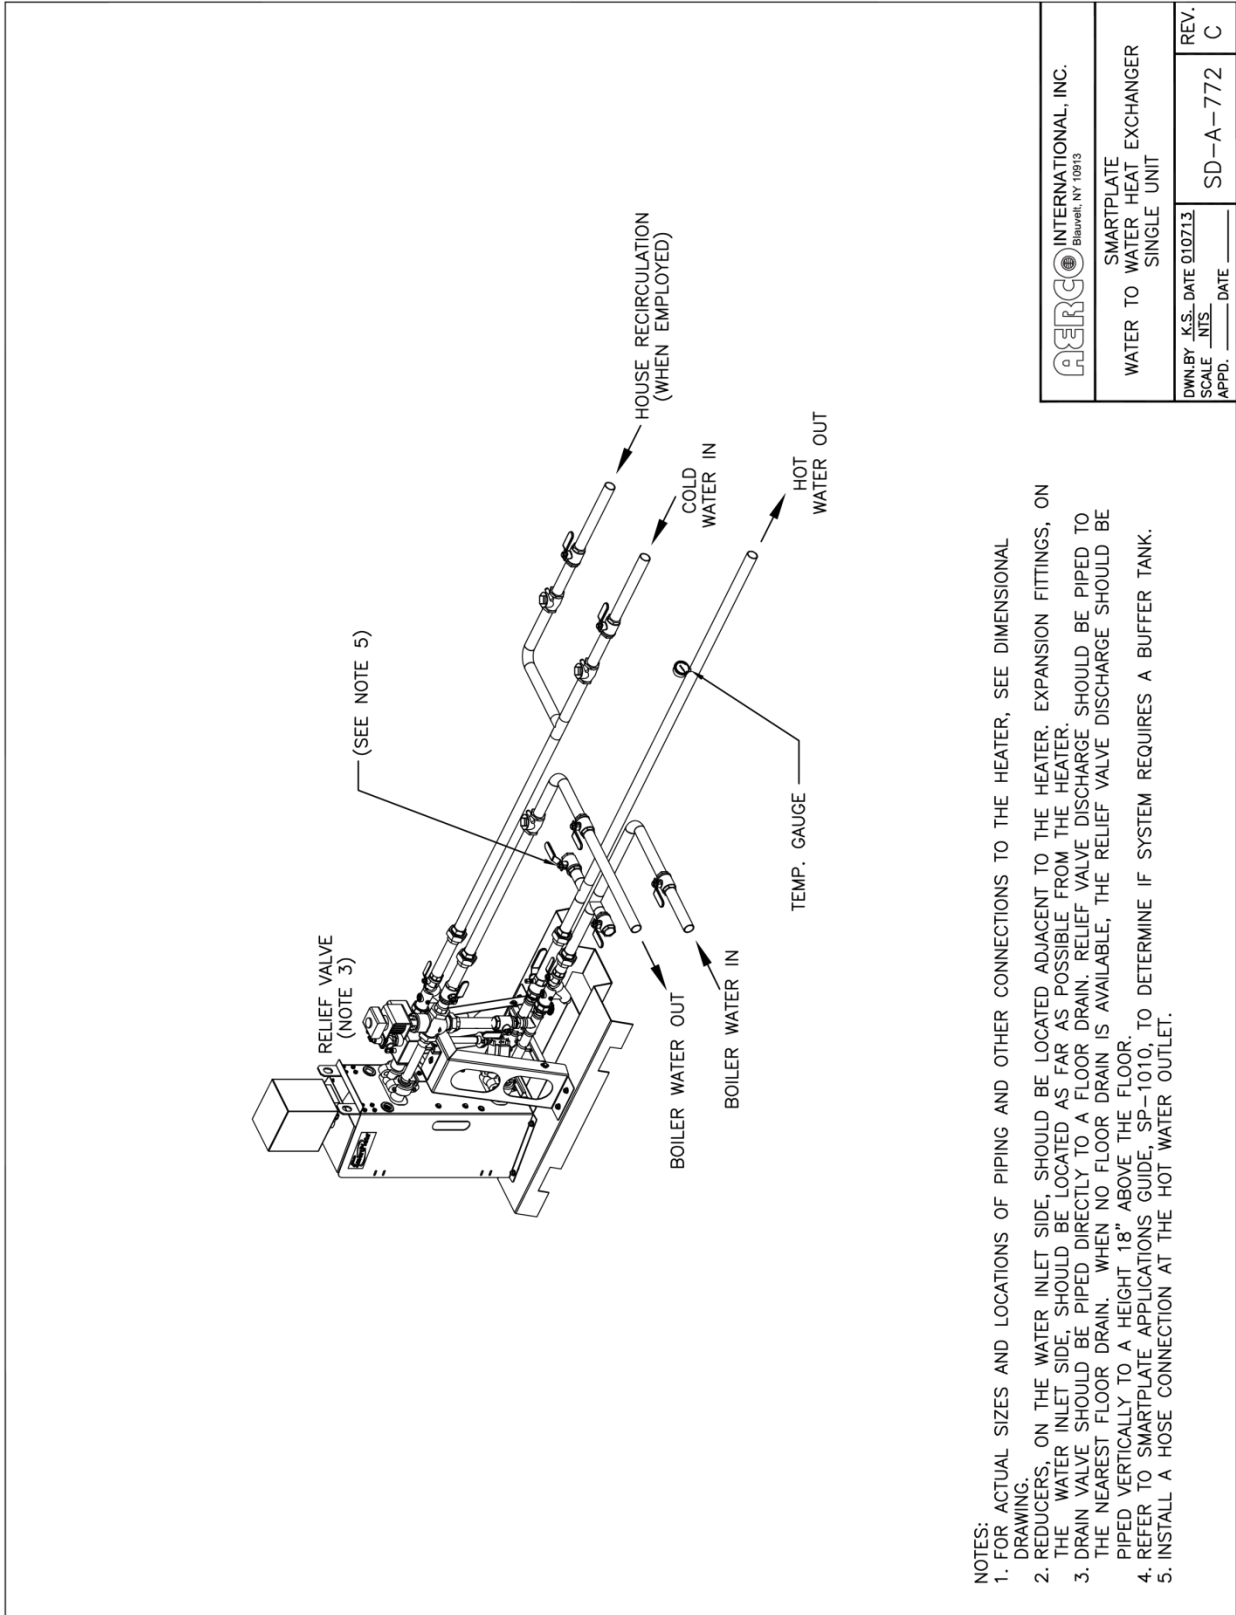 RELIEF VALVE
(NOTE 3)
(SEE NOTE 5)
HOUSE RECIRCULATION
(WHEN EMPLOYED)
COLD
WATER IN
HOT
WATER OUT
TEMP. GAUGE
BOILER WATER OUT
BOILER WATER IN
NOTES:
1. FOR ACTUAL SIZES AND LOCATIONS OF PIPING AND OTHER CONNECTIONS TO THE HEATER, SEE DIMENSIONAL
DRAWING.
2. REDUCERS, ON THE WATER INLET SIDE, SHOULD BE LOCATED ADJACENT TO THE HEATER. EXPANSION FITTINGS, ON
THE WATER INLET SIDE, SHOULD BE LOCATED AS FAR AS POSSIBLE FROM THE HEATER.
3. DRAIN VALVE SHOULD BE PIPED DIRECTLY TO A FLOOR DRAIN. RELIEF VALVE DISCHARGE SHOULD BE PIPED TO
THE NEAREST FLOOR DRAIN. WHEN NO FLOOR DRAIN IS AVAILABLE, THE RELIEF VALVE DISCHARGE SHOULD BE
PIPED VERTICALLY TO A HEIGHT 18" ABOVE THE FLOOR.
4. REFER TO SMARTPLATE APPLICATIONS GUIDE, SP-1010, TO DETERMINE IF SYSTEM REQUIRES A BUFFER TANK.
5. INSTALL A HOSE CONNECTION AT THE HOT WATER OUTLET.
AERCO INTERNATIONAL, INC.
Blauvelt, NY 10913
SMARTPLATE
WATER TO WATER HEAT EXCHANGER
SINGLE UNIT
DWN.BY K.S. DATE 010713
SCALE NTS
APPD. DATE
SD-A-772
REV.
C